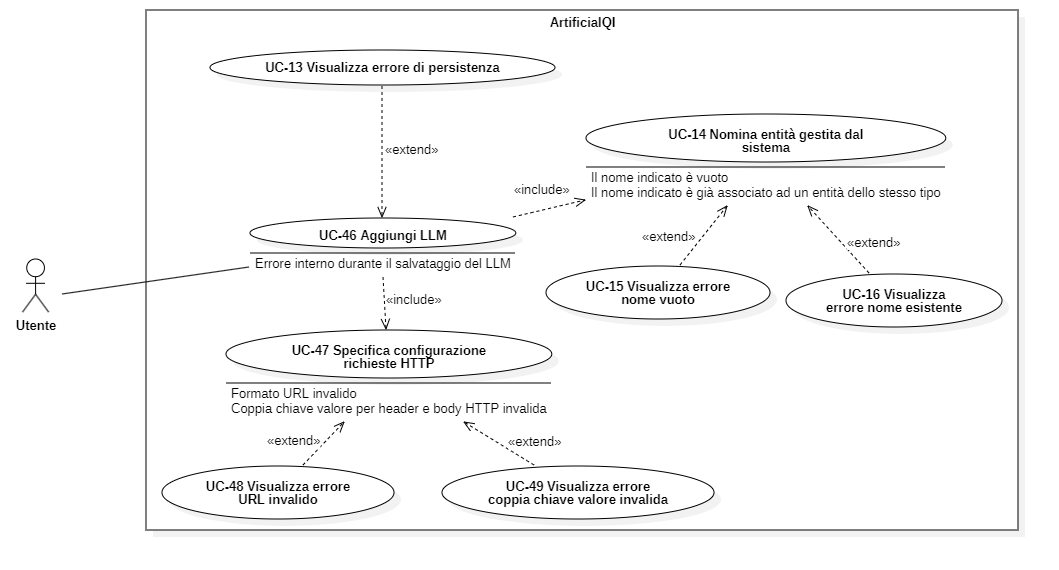 ArtificialQI
UC-13 Visualizza errore di persistenza
«extend»
UC-14 Nomina entità gestita dal
sistema
Il nome indicato è vuoto
Il nome indicato è già associato ad un entità dello stesso tipo
«include»
UC-46 Aggiungi LLM
Errore interno durante il salvataggio del LLM
«extend»
«extend»
UC-15 Visualizza errore
nome vuoto
UC-16 Visualizza
errore nome esistente
Utente
«include»
UC-47 Specifica configurazione
richieste HTTP
Formato URL invalido
Coppia chiave valore per header e body HTTP invalida
«extend»
«extend»
UC-48 Visualizza errore
URL invalido
UC-49 Visualizza errore
coppia chiave valore invalida